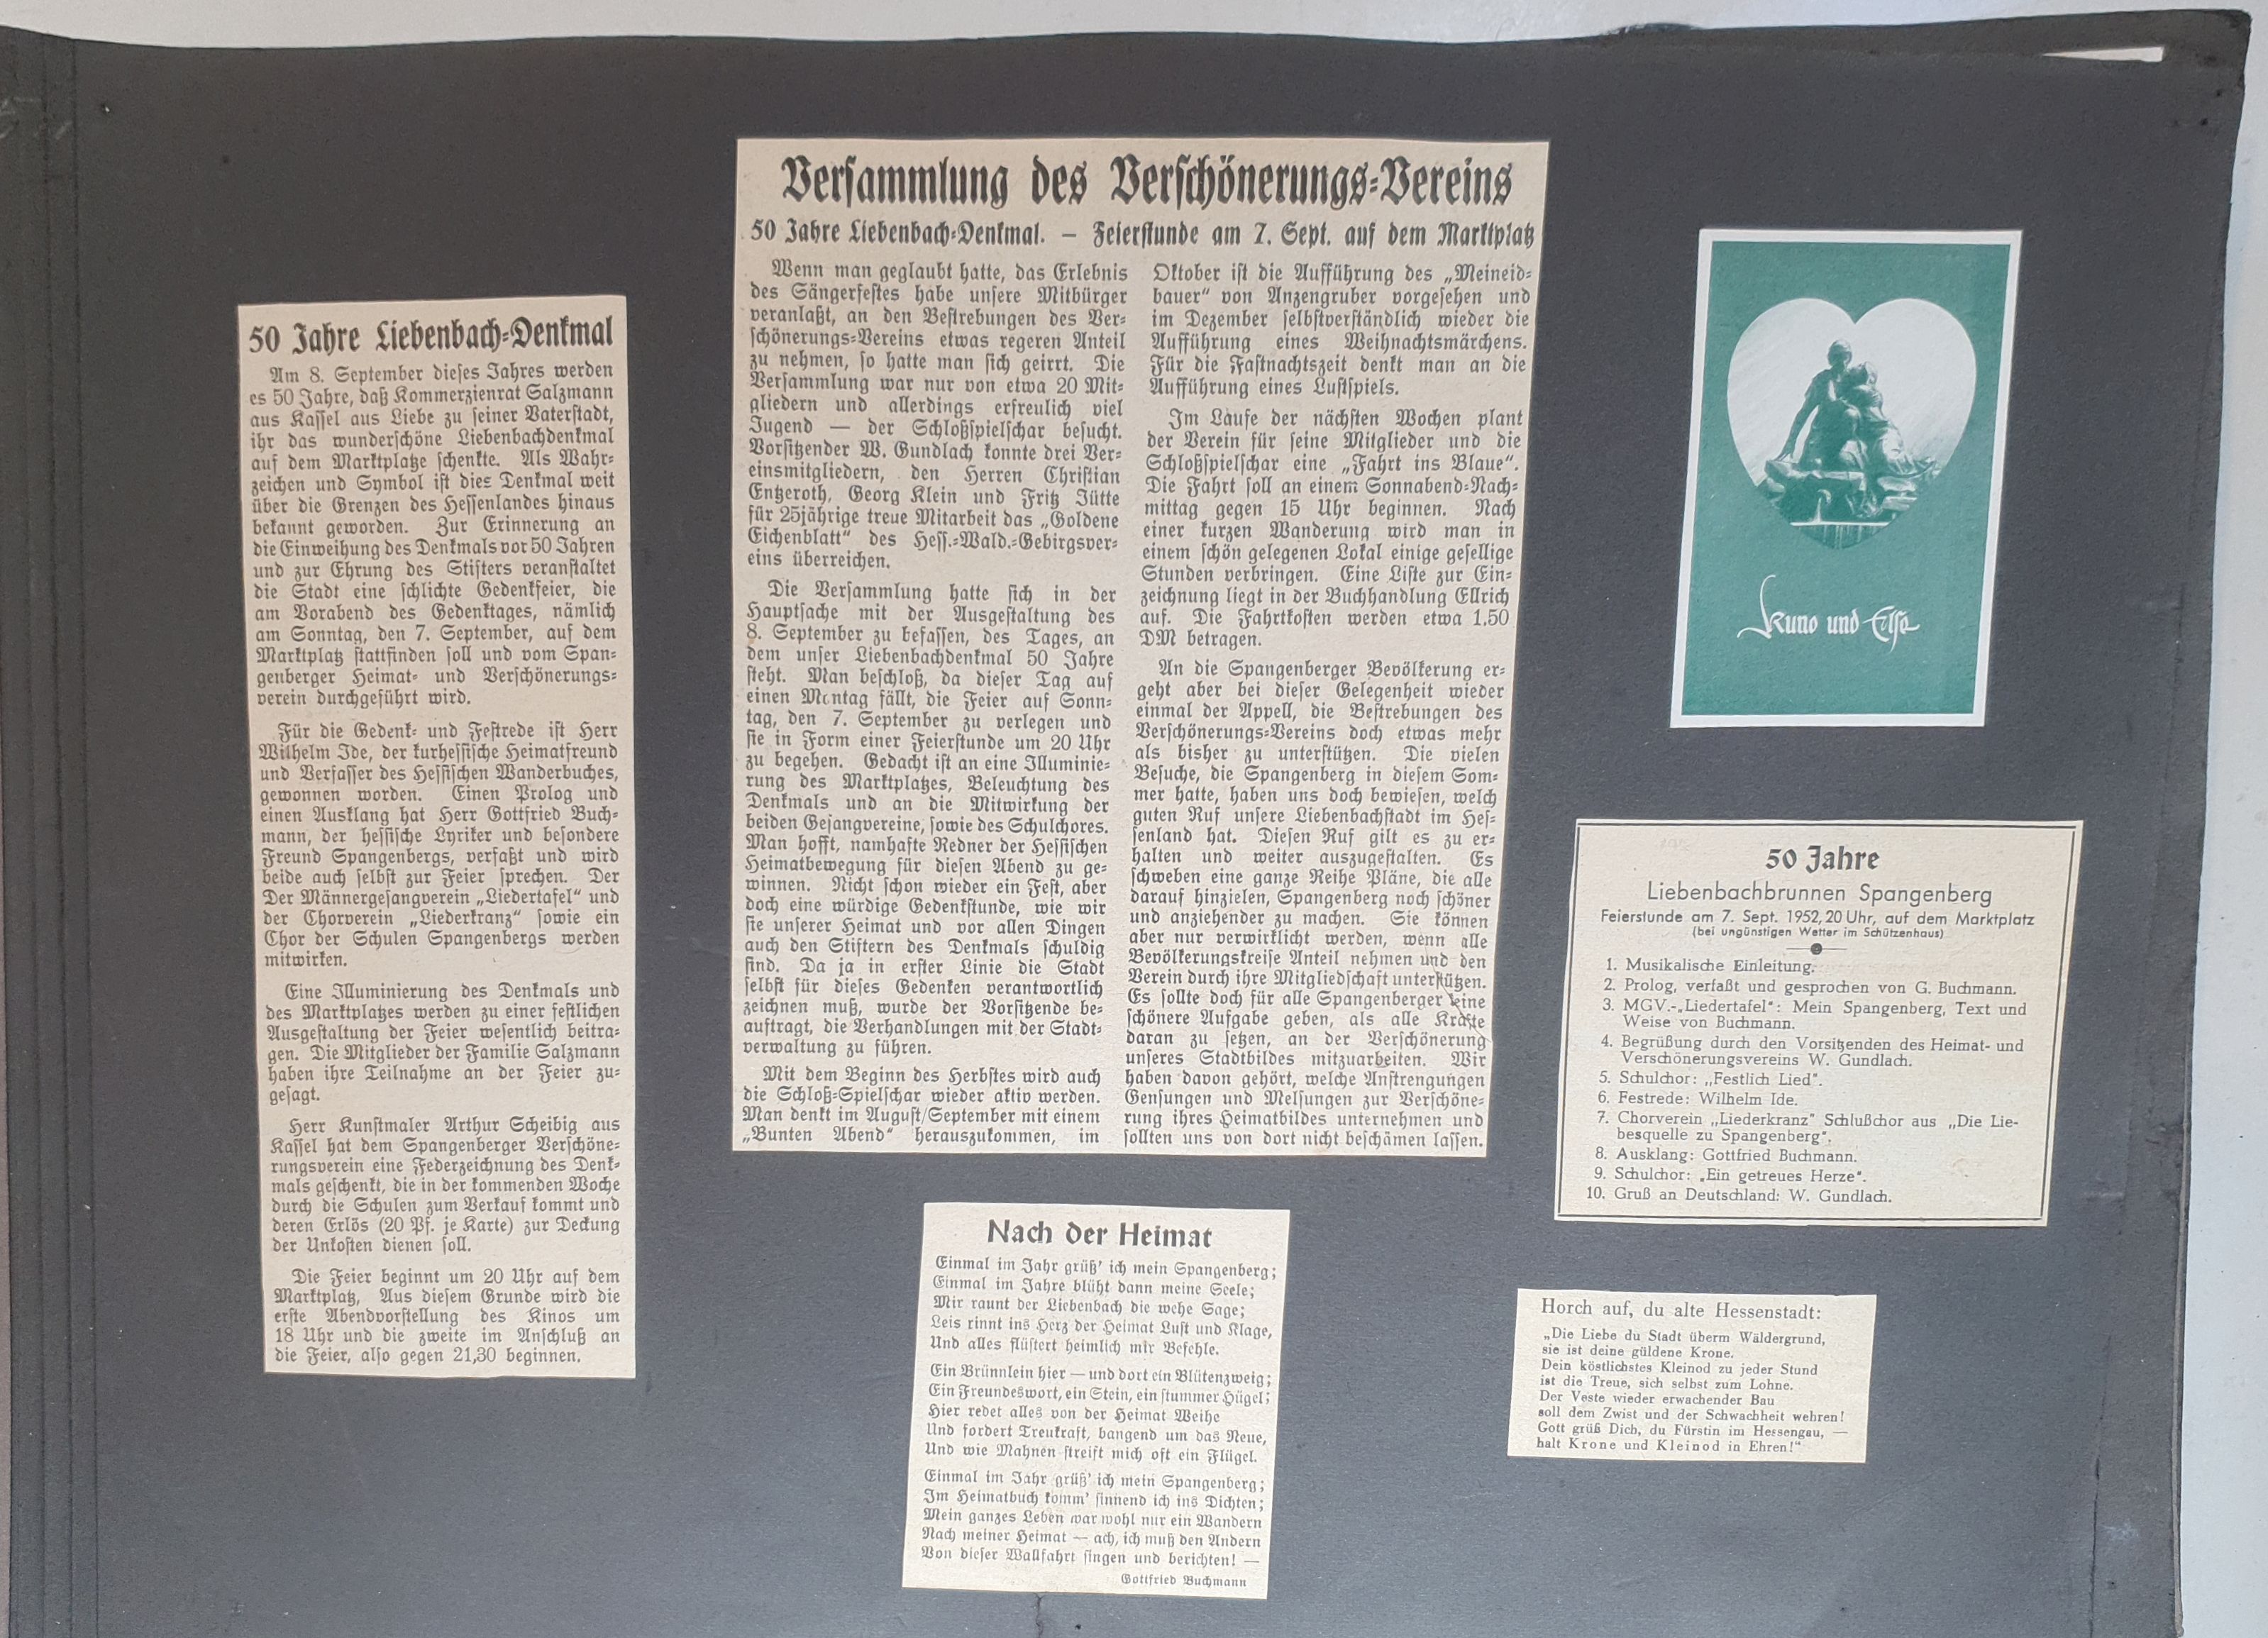 50 Jahre Liebenbach-Denkmal
Am 8. September dieses Jahres werden
es 50 Jahre, daß Kommerzienrat Salzmann
aus Kassel aus Liebe zu seiner Vaterstadt,
ihr das wunderschöne Liebenbachdenkmal
auf dem Marktplatze schenkte. Als Wahr-
zeichen und Symbol ist dies Denkmal weit
über die Grenzen des Hessenlandes hinaus
bekannt geworden. Zur Erinnerung an
die Einweihung des Denkmals vor 50 Jahren
und zur Ehrung des Stifters veranstaltet
die Stadt eine schlichte Gedenkfeier, die
am Vorabend des Gedenktages, nämlich
am Sonntag, den 7. September, auf dem
Marktplatz stattfinden soll und vom Span-
genberger Heimat- und Verschönerungs-
verein durchgeführt wird.
Für die Gedenk- und Festrede ist Herr
Wilhelm Ide, der kurhessische Heimatfreund
und Verfasser des Hessischen Wanderbuches,
gewonnen worden. Einen Prolog und
einen Ausklang hat Herr Gottfried Buch-
mann, der hessische Lyriker und besondere
Freund Spangenbergs, verfaßt und wird
beide auch selbst zur Feier sprechen. Der
Der Männergesangverein „Liedertafel“ und
der Chorverein „Liederkranz“ sowie ein
Chor der Schulen Spangenbergs werden
mitwirken.
Eine Illuminierung des Denkmals und
des Marktplatzes werden zu einer festlichen
Ausgestaltung der Feier wesentlich beitra-
gen. Die Mitglieder der Familie Salzmann
haben ihre Teilnahme an der Feier zu-
gesagt.
Herr Kunstmaler Arthur Scheibig aus
Kassel hat dem Spangenberger Verschöne-
rungsverein eine Federzeichnung des Denk-
mals geschenkt, die in der kommenden Woche
durch die Schulen zum Verkauf kommt und
deren Erlös (20 Pf. je Karte) zur Deckung
der Unkosten dienen soll.
Die Feier beginnt um 20 Uhr auf dem
Marktplatz, Aus diesem Grunde wird die
erste Abendvorstellung des Kinos um
18 Uhr und die zweite im Anschluß an
die Feier, also gegen 21,30 beginnen.
Versammlung des Verschönerungs-Vereins
50 Jahre Liebenbach-Denkmal. — Feierstunde am 7. Sept. auf dem Marktplatz
Wenn man geglaubt hatte, das Erlebnis
des Sängerfestes habe unsere Mitbürger
veranlaßt, an den Bestrebungen des Ver-
schönerungs-Vereins etwas regeren Anteil
zu nehmen, so hatte man sich geirrt. Die
Versammlung war nur von etwa 20 Mit-
gliedern und allerdings erfreulich viel
Jugend — der Schloßspielschar besucht.
Vorsitzender W. Gundlach konnte drei Ver-
einsmitgliedern, den Herren Christian
Entzeroth, Georg Klein und Fritz Jütte
für 25jährige treue Mitarbeit das „Goldene
Eichenblatt“ des Hess.-Wald.-Gebirgsver-
eins überreichen.
Die Versammlung hatte sich in der
Hauptsache mit der Ausgestaltung des
8. September zu befassen, des Tages, an
dem unser Liebenbachdenkmal 50 Jahre
steht. Man beschloß, da dieser Tag auf
einen Montag fällt, die Feier auf Sonn-
tag, den 7. September zu verlegen und
sie in Form einer Feierstunde um 20 Uhr
zu begehen. Gedacht ist an eine Illuminie-
rung des Marktplatzes, Beleuchtung des
Denkmals und an die Mitwirkung der
beiden Gesangvereine, sowie des Schulchores.
Man hofft, namhafte Redner der Hessischen
Heimatbewegung für diesen Abend zu ge-
winnen. Nicht schon wieder ein Fest, aber
doch eine würdige Gedenkstunde, wie wir
sie unserer Heimat und vor allen Dingen
auch den Stiftern des Denkmals schuldig
sind. Da ja in erster Linie die Stadt
selbst für dieses Gedenken verantwortlich
zeichnen muß, wurde der Vorsitzende be-
auftragt, die Verhandlungen mit der Stadt-
verwaltung zu führen.
Mit dem Beginn des Herbstes wird auch
die Schloß-Spielschar wieder aktiv werden.
Man denkt im August/September mit einem
„Bunten Abend“ herauszukommen, im
Oktober ist die Aufführung des „Meineid-
bauer“ von Anzengruber vorgesehen und
im Dezember selbstverständlich wieder die
Aufführung eines Weihnachtsmärchens.
Für die Fastnachtszeit denkt man an die
Aufführung eines Lustspiels.
Im Laufe der nächsten Wochen plant
der Verein für seine Mitglieder und die
Schloßspielschar eine „Fahrt ins Blaue“.
Die Fahrt soll an einem Sonnabend-Nach-
mittag gegen 15 Uhr beginnen. Nach
einer kurzen Wanderung wird man in
einem schön gelegenen Lokal einige gesellige
Stunden verbringen. Eine Liste zur Ein-
zeichnung liegt in der Buchhandlung Ellrich
auf. Die Fahrtkosten werden etwa 1,50
DM betragen.
An die Spangenberger Bevölkerung er-
geht aber bei dieser Gelegenheit wieder
einmal der Appell, die Bestrebungen des
Verschönerungs-Vereins doch etwas mehr
als bisher zu unterstützen. Die vielen
Besuche, die Spangenberg in diesem Som-
mer hatte, haben uns doch bewiesen, welch
guten Ruf unsere Liebenbachstadt im Hes-
senland hat. Diesen Ruf gilt es zu er-
halten und weiter auszugestalten. Es
schweben eine ganze Reihe Pläne, die alle
darauf hinzielen, Spangenberg noch schöner
und anziehender zu machen. Sie können
aber nur verwirklicht werden, wenn alle
Bevölkerungskreise Anteil nehmen und den
Verein durch ihre Mitgliedschaft unterstützen.
Es sollte doch für alle Spangenberger keine
schönere Aufgabe geben, als alle Kräfte
daran zu setzen, an der Verschönerung
unseres Stadtbildes mitzuarbeiten. Wir
haben davon gehört, welche Anstrengungen
Gensungen und Melsungen zur Verschöne-
rung ihres Heimatbildes unternehmen und
sollten uns von dort nicht beschämen lassen.
Kuno und Else
50 Jahre
Liebenbachbrunnen Spangenberg
Feierstunde am 7. Sept. 1952, 20 Uhr, auf dem Marktplatz
(bei ungünstigen Wetter im Schützenhaus)
1. Musikalische Einleitung.
2. Prolog, verfaßt und gesprochen von G. Buchmann.
3. MGV.-„Liedertafel“: Mein Spangenberg, Text und
Weise von Buchmann.
4. Begrüßung durch den Vorsitzenden des Heimat- und
Verschönerungsvereins W. Gundlach.
5. Schulchor: „Festlich Lied“.
6. Festrede: Wilhelm Ide.
7. Chorverein „Liederkranz“ Schlußchor aus „Die Lie-
besquelle zu Spangenberg“.
8. Ausklang: Gottfried Buchmann.
9. Schulchor: „Ein getreues Herze“.
10. Gruß an Deutschland: W. Gundlach.
Nach der Heimat
Einmal im Jahr grüß' ich mein Spangenberg;
Einmal im Jahre blüht dann meine Seele;
Mir raunt der Liebenbach die wehe Sage;
Leis rinnt ins Herz der Heimat Lust und Klage,
Und alles flüstert heimlich mir Befehle.
Ein Brünnlein hier — und dort ein Blütenzweig;
Ein Freundeswort, ein Stein, ein stummer Hügel;
Hier redet alles von der Heimat Weihe
Und fordert Treukraft, bangend um das Neue,
Und wie Mahnen streift mich oft ein Flügel.
Einmal im Jahr grüß' ich mein Spangenberg;
Im Heimatbuch komm' sinnend ich ins Dichten;
Mein ganzes Leben war wohl nur ein Wandern
Nach meiner Heimat — ach, ich muß den Andern
Von dieser Wallfahrt singen und berichten! —
Gottfried Buchmann
Horch auf, du alte Hessenstadt:
„Die Liebe du Stadt überm Wäldergrund,
sie ist deine güldene Krone.
Dein köstlichstes Kleinod zu jeder Stund
ist die Treue, sich selbst zum Lohne.
Der Veste wieder erwachender Bau
soll dem Zwist und der Schwachheit wehren!
Gott grüß Dich, du Fürstin im Hessengau, —
halt Krone und Kleinod in Ehren!“